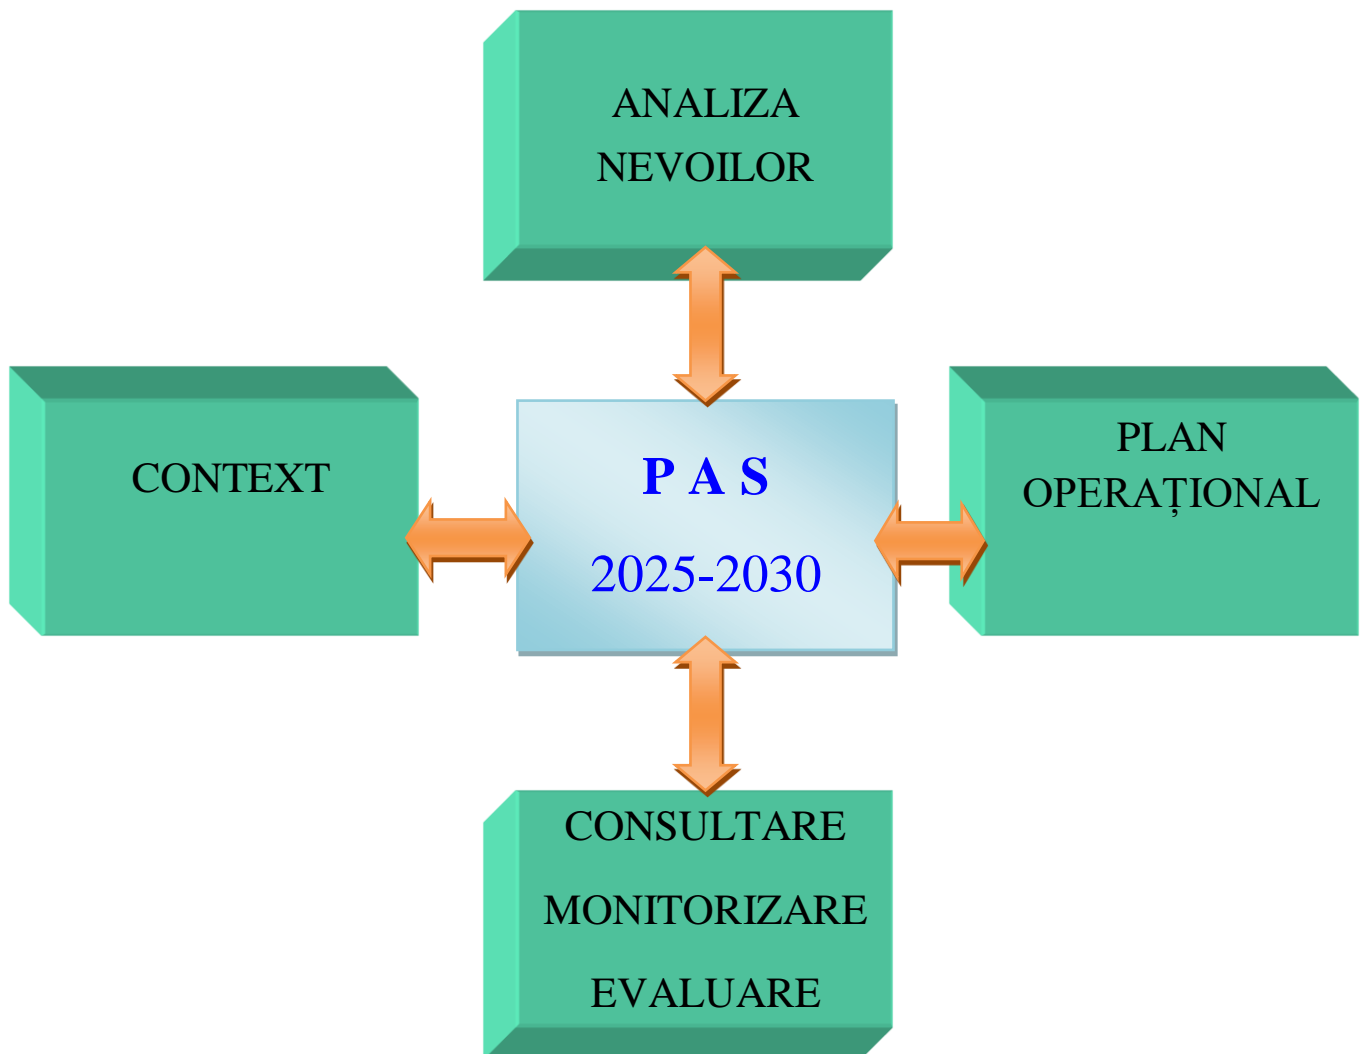 ANALIZA
NEVOILOR
CONTEXT
P A S
2025-2030
PLAN
OPERAȚIONAL
CONSULTARE
MONITORIZARE
EVALUARE